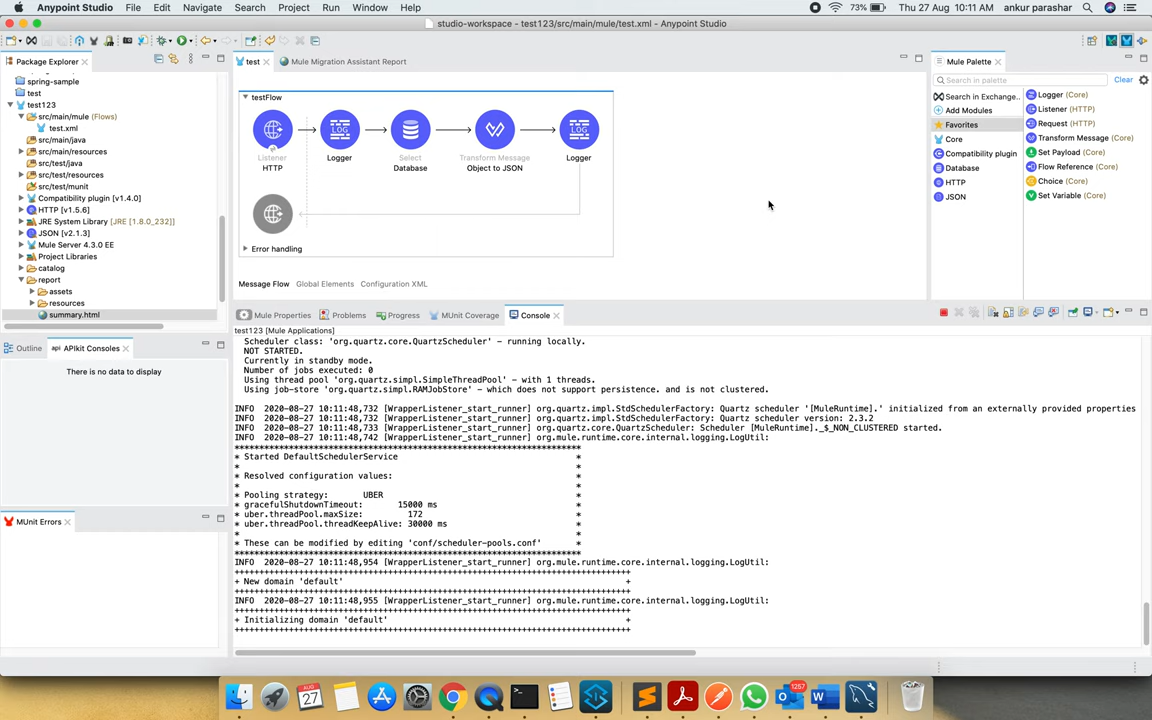 Anypoint Studio File Edit Navigate Search Project Run Window Help 73% Thu 27 Aug 10:11 AM ankur parashar
studio-workspace - test123/src/main/mule/test.xml - Anypoint Studio
Package Explorer
spring-sample
test
test123
src/main/mule (Flows)
test.xml
src/main/java
src/main/resources
src/test/java
src/test/resources
src/test/munit
Compatibility plugin [v1.4.0]
HTTP [v1.5.6]
JRE System Library [JRE [1.8.0_232]]
JSON [v2.1.3]
Mule Server 4.3.0 EE
Project Libraries
catalog
report
assets
resources
summary.html
Outline APIkit Consoles
There is no data to display
MUnit Errors
test Mule Migration Assistant Report
testFlow
LOG LOG
Listener Select Transform Message
HTTP Logger Database Object to JSON Logger
Error handling
Message Flow Global Elements Configuration XML
Mule Palette
Search in palette Clear
Search in Exchange..
Add Modules
Favorites
Core
Compatibility plugin
Database
HTTP
JSON
Logger (Core)
Listener (HTTP)
Request (HTTP)
Transform Message (Core)
Set Payload (Core)
Flow Reference (Core)
Choice (Core)
Set Variable (Core)
Mule Properties Problems Progress MUnit Coverage Console
test123 [Mule Applications]
Scheduler class: 'org.quartz.core.QuartzScheduler' - running locally.
NOT STARTED.
Currently in standby mode.
Number of jobs executed: 0
Using thread pool 'org.quartz.simpl.SimpleThreadPool' - with 1 threads.
Using job-store 'org.quartz.simpl.RAMJobStore' - which does not support persistence. and is not clustered.
INFO 2020-08-27 10:11:48,732 [WrapperListener_start_runner] org.quartz.impl.StdSchedulerFactory: Quartz scheduler '[MuleRuntime].' initialized from an externally provided properties
INFO 2020-08-27 10:11:48,732 [WrapperListener_start_runner] org.quartz.impl.StdSchedulerFactory: Quartz scheduler version: 2.3.2
INFO 2020-08-27 10:11:48,733 [WrapperListener_start_runner] org.quartz.core.QuartzScheduler: Scheduler [MuleRuntime]._$_NON_CLUSTERED started.
INFO 2020-08-27 10:11:48,742 [WrapperListener_start_runner] org.mule.runtime.core.internal.logging.LogUtil:
* Started DefaultSchedulerService *
* *
* Resolved configuration values: *
* *
* Pooling strategy: UBER *
* gracefulShutdownTimeout: 15000 ms *
* uber.threadPool.maxSize: 172 *
* uber.threadPool.threadKeepAlive: 30000 ms *
* *
* These can be modified by editing 'conf/scheduler-pools.conf' *
INFO 2020-08-27 10:11:48,954 [WrapperListener_start_runner] org.mule.runtime.core.internal.logging.LogUtil:
+ New domain 'default' +
INFO 2020-08-27 10:11:48,955 [WrapperListener_start_runner] org.mule.runtime.core.internal.logging.LogUtil:
+ Initializing domain 'default' +
AUG
27
1257